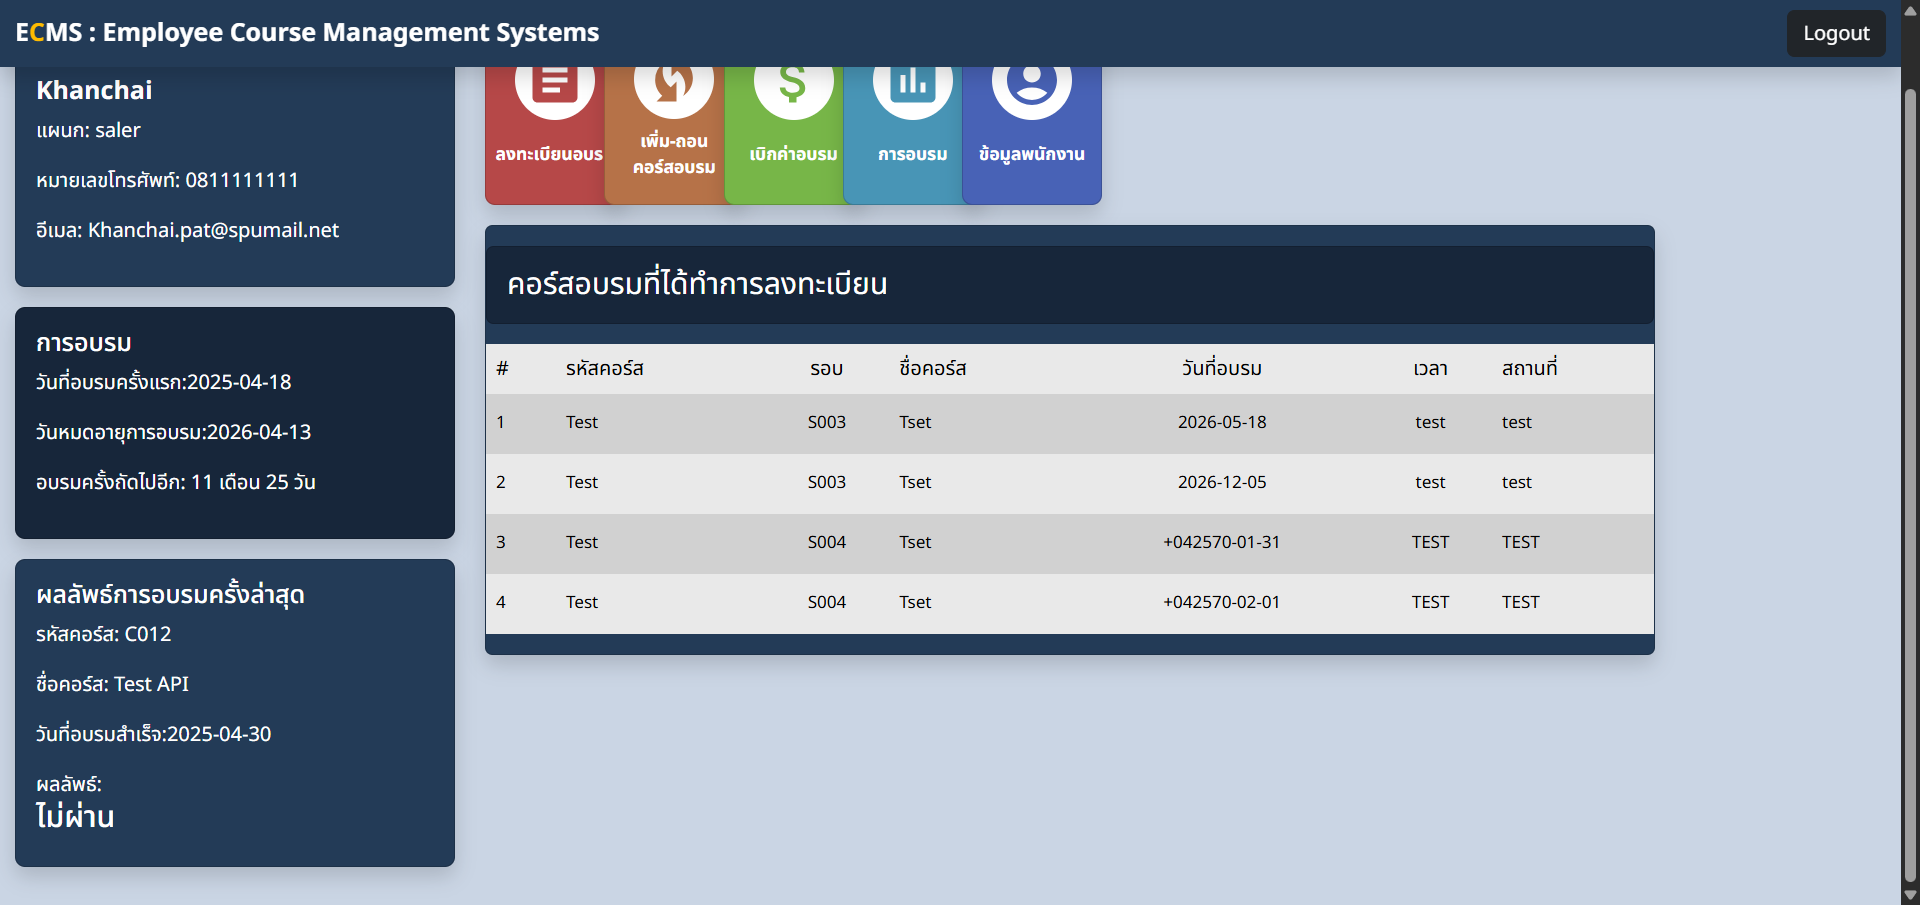 ECMS : Employee Course Management Systems
Logout
Khanchai
แผนก: saler
หมายเลขโทรศัพท์: 0811111111
อีเมล: Khanchai.pat@spumail.net
การอบรม
วันที่อบรมครั้งแรก:2025-04-18
วันหมดอายุการอบรม:2026-04-13
อบรมครั้งถัดไปอีก: 11 เดือน 25 วัน
ผลลัพธ์การอบรมครั้งล่าสุด
รหัสคอร์ส: C012
ชื่อคอร์ส: Test API
วันที่อบรมสำเร็จ:2025-04-30
ผลลัพธ์:
ไม่ผ่าน
ลงทะเบียนอบร
เพิ่ม-ถอน
คอร์สอบรม
เบิกค่าอบรม
การอบรม
ข้อมูลพนักงาน
คอร์สอบรมที่ได้ทำการลงทะเบียน
# รหัสคอร์ส รอบ ชื่อคอร์ส วันที่อบรม เวลา สถานที่
1 Test S003 Tset 2026-05-18 test test
2 Test S003 Tset 2026-12-05 test test
3 Test S004 Tset +042570-01-31 TEST TEST
4 Test S004 Tset +042570-02-01 TEST TEST